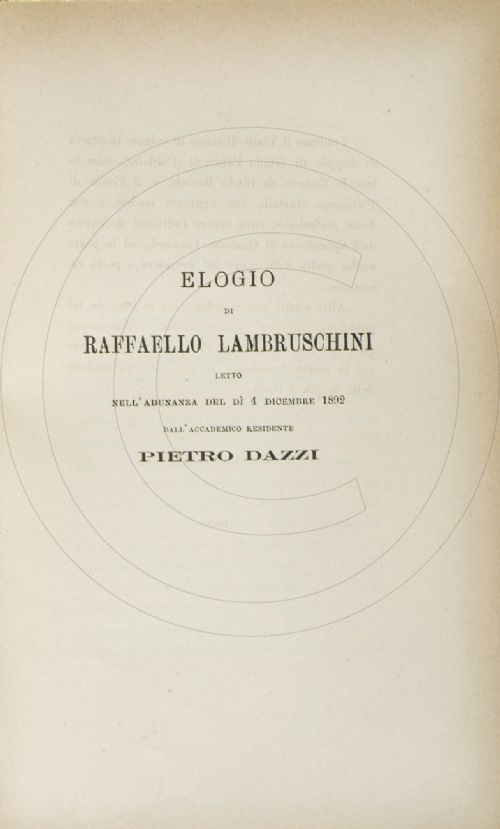 ELOGIO
DI
RAFFAELLO LAMBRUSCHINI
LETTO
NELL'ADUNANZA DEL DÌ 4 DICEMBRE 1892
DALL'ACCADEMICO RESIDENTE
PIETRO DAZZI